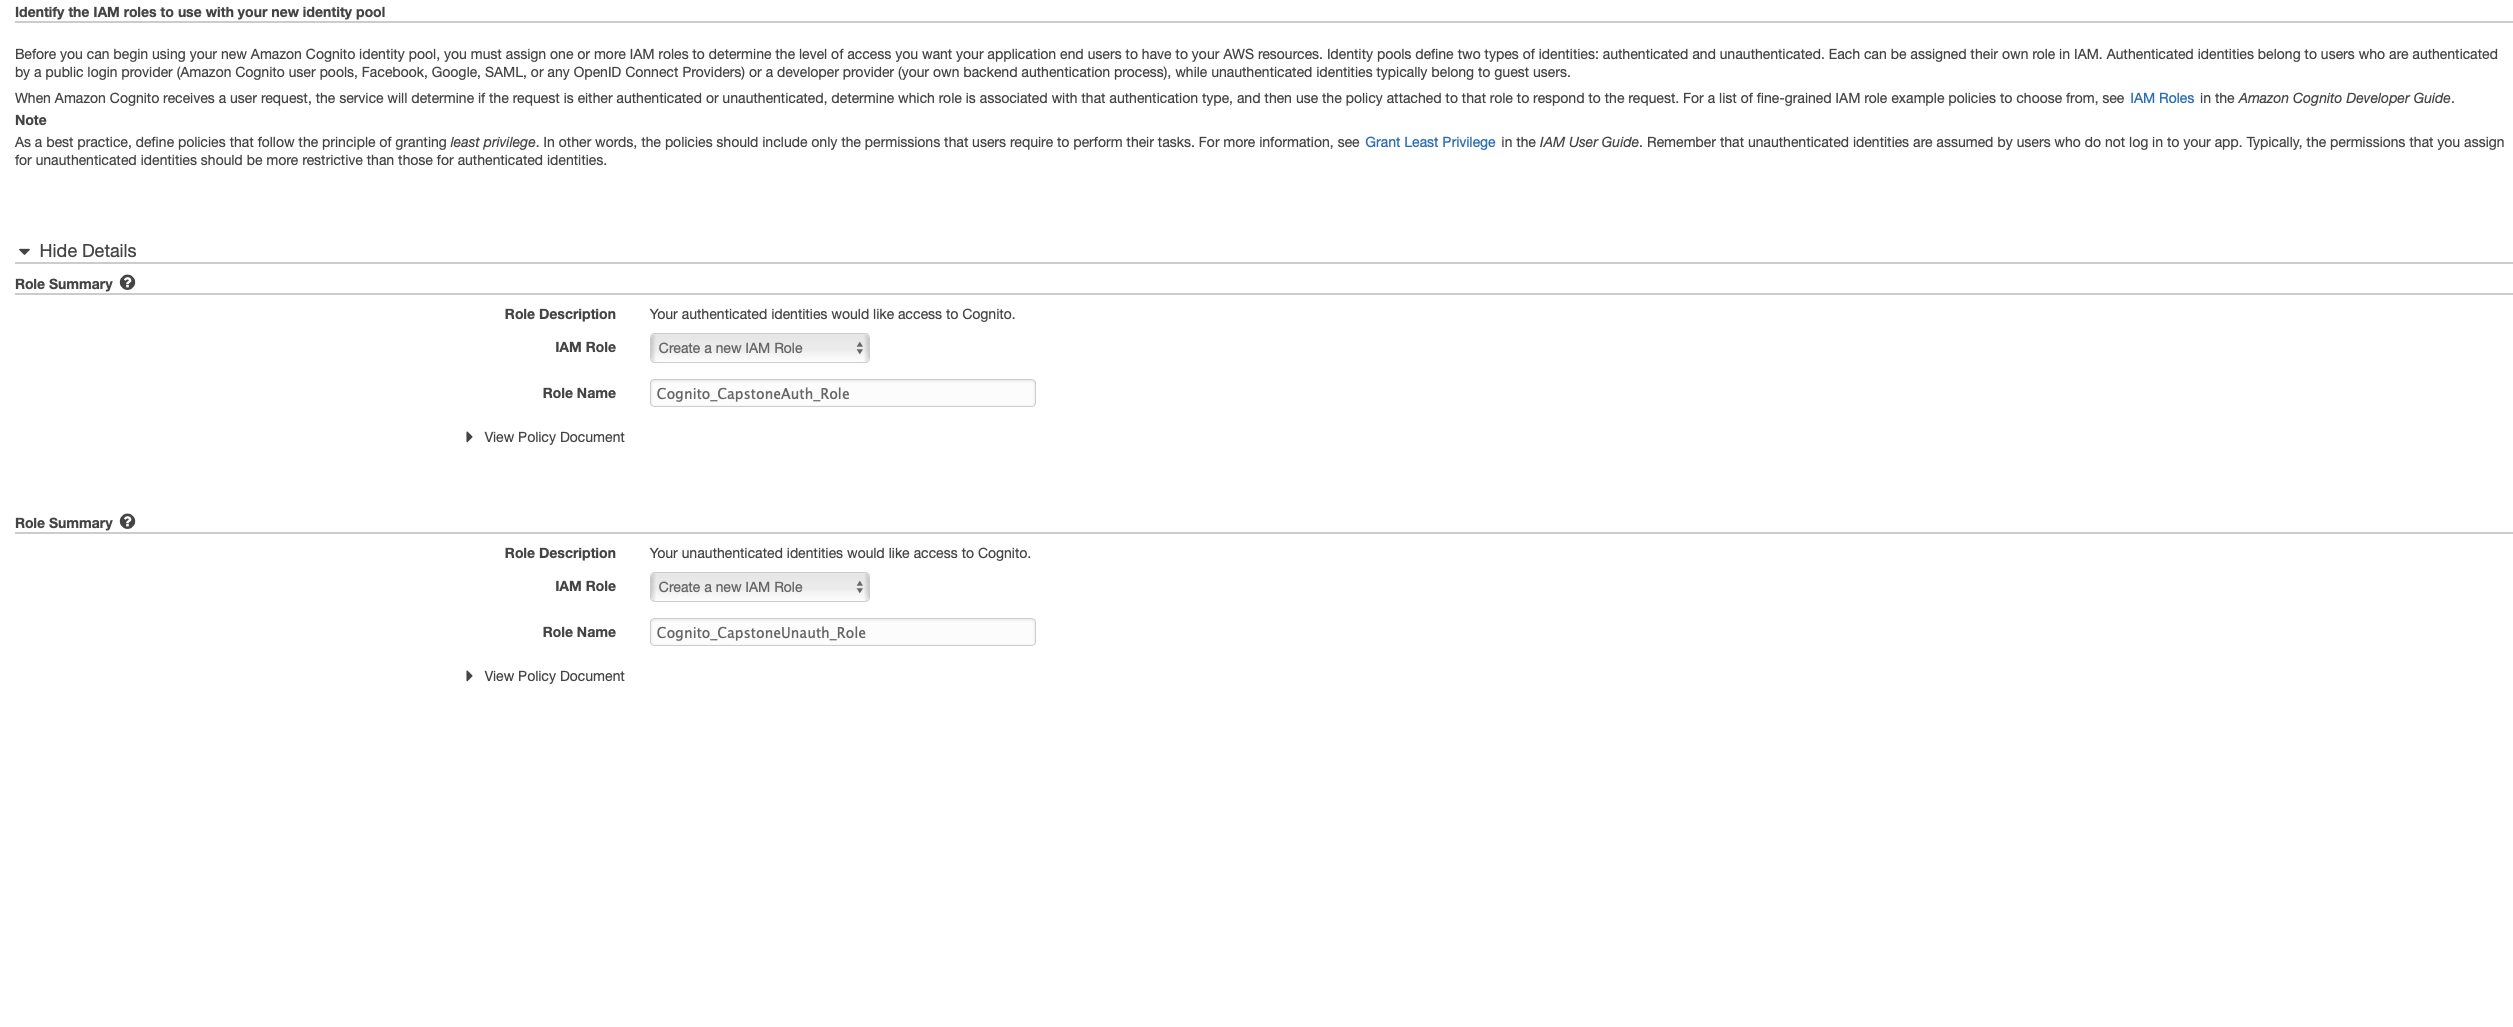 Identify the IAM roles to use with your new identity pool
Before you can begin using your new Amazon Cognito identity pool, you must assign one or more IAM roles to determine the level of access you want your application end users to have to your AWS resources. Identity pools define two types of identities: authenticated and unauthenticated. Each can be assigned their own role in IAM. Authenticated identities belong to users who are authenticated
by a public login provider (Amazon Cognito user pools, Facebook, Google, SAML, or any OpenID Connect Providers) or a developer provider (your own backend authentication process), while unauthenticated identities typically belong to guest users.
When Amazon Cognito receives a user request, the service will determine if the request is either authenticated or unauthenticated, determine which role is associated with that authentication type, and then use the policy attached to that role to respond to the request. For a list of fine-grained IAM role example policies to choose from, see IAM Roles in the Amazon Cognito Developer Guide.
Note
As a best practice, define policies that follow the principle of granting least privilege. In other words, the policies should include only the permissions that users require to perform their tasks. For more information, see Grant Least Privilege in the IAM User Guide. Remember that unauthenticated identities are assumed by users who do not log in to your app. Typically, the permissions that you assign
for unauthenticated identities should be more restrictive than those for authenticated identities.
Hide Details
Role Summary ?
Role Description Your authenticated identities would like access to Cognito.
IAM Role Create a new IAM Role
Role Name Cognito_CapstoneAuth_Role
View Policy Document
Role Summary ?
Role Description Your unauthenticated identities would like access to Cognito.
IAM Role Create a new IAM Role
Role Name Cognito_CapstoneUnauth_Role
View Policy Document